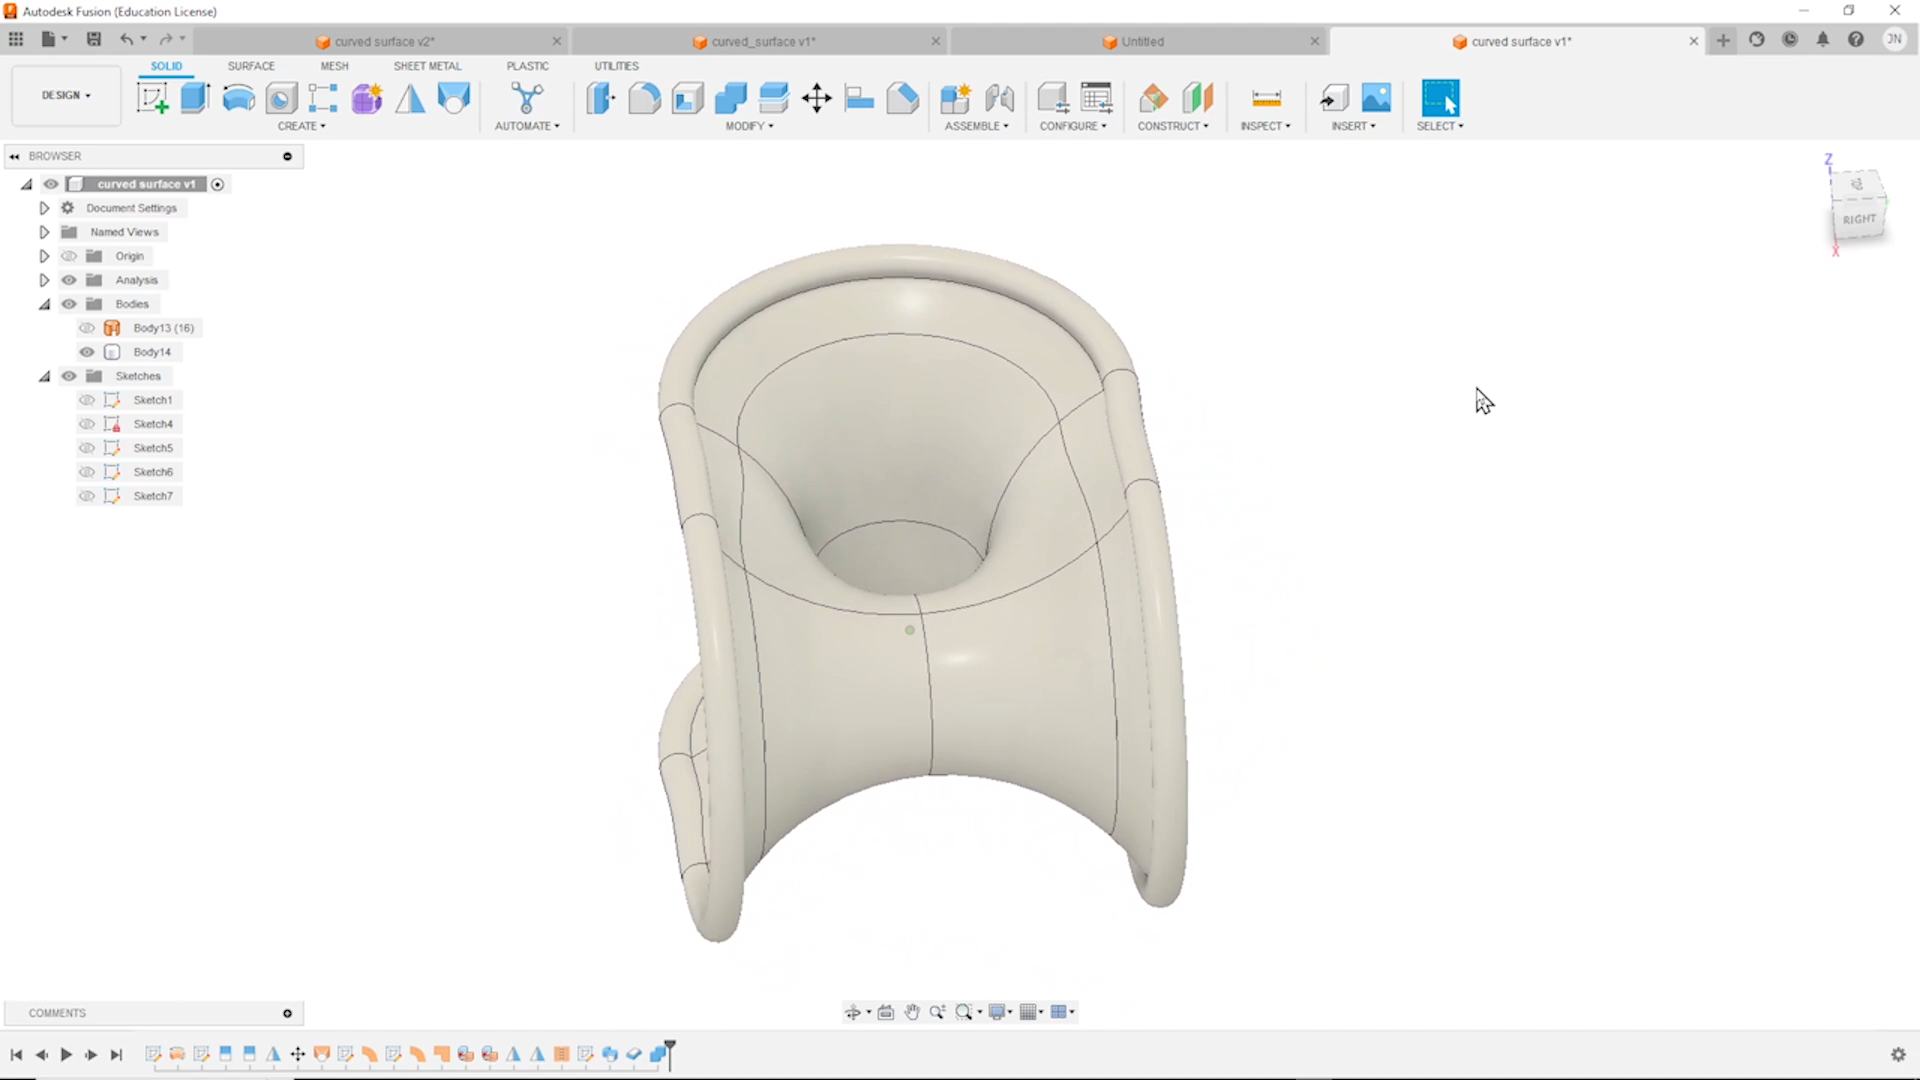 Autodesk Fusion (Education License)
curved surface v2*
curved_surface v1*
Untitled
curved surface v1*
JN
DESIGN
SOLID
SURFACE
MESH
SHEET METAL
PLASTIC
UTILITIES
CREATE
AUTOMATE
MODIFY
ASSEMBLE
CONFIGURE
CONSTRUCT
INSPECT
INSERT
SELECT
BROWSER
curved surface v1
Document Settings
Named Views
Origin
Analysis
Bodies
Body13 (16)
Body14
Sketches
Sketch1
Sketch4
Sketch5
Sketch6
Sketch7
Z
TOP
RIGHT
X
COMMENTS